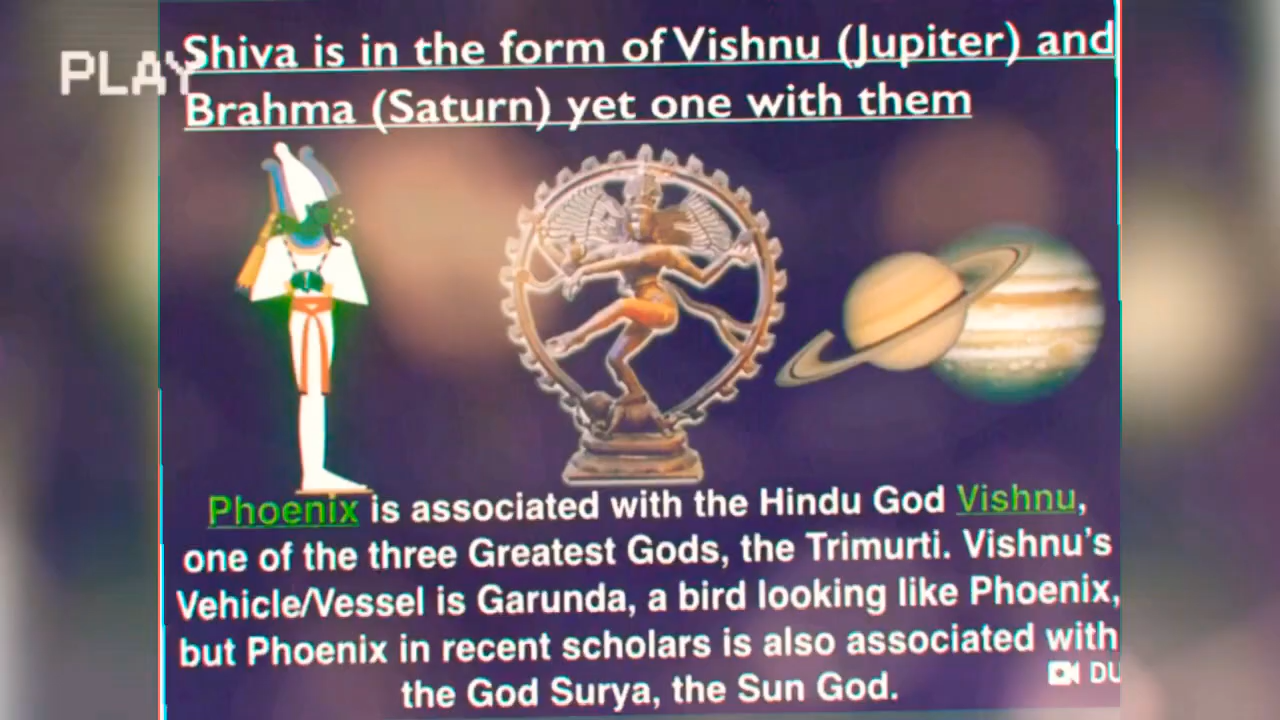 PLAY
Shiva is in the form of Vishnu (Jupiter) and
Brahma (Saturn) yet one with them
Phoenix is associated with the Hindu God Vishnu,
one of the three Greatest Gods, the Trimurti. Vishnu's
Vehicle/Vessel is Garunda, a bird looking like Phoenix,
but Phoenix in recent scholars is also associated with
the God Surya, the Sun God.
DU